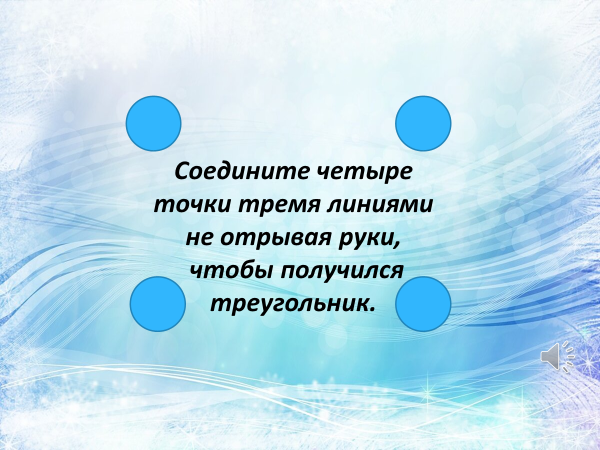 Соедините четыре
точки тремя линиями
не отрывая руки,
чтобы получился
треугольник.